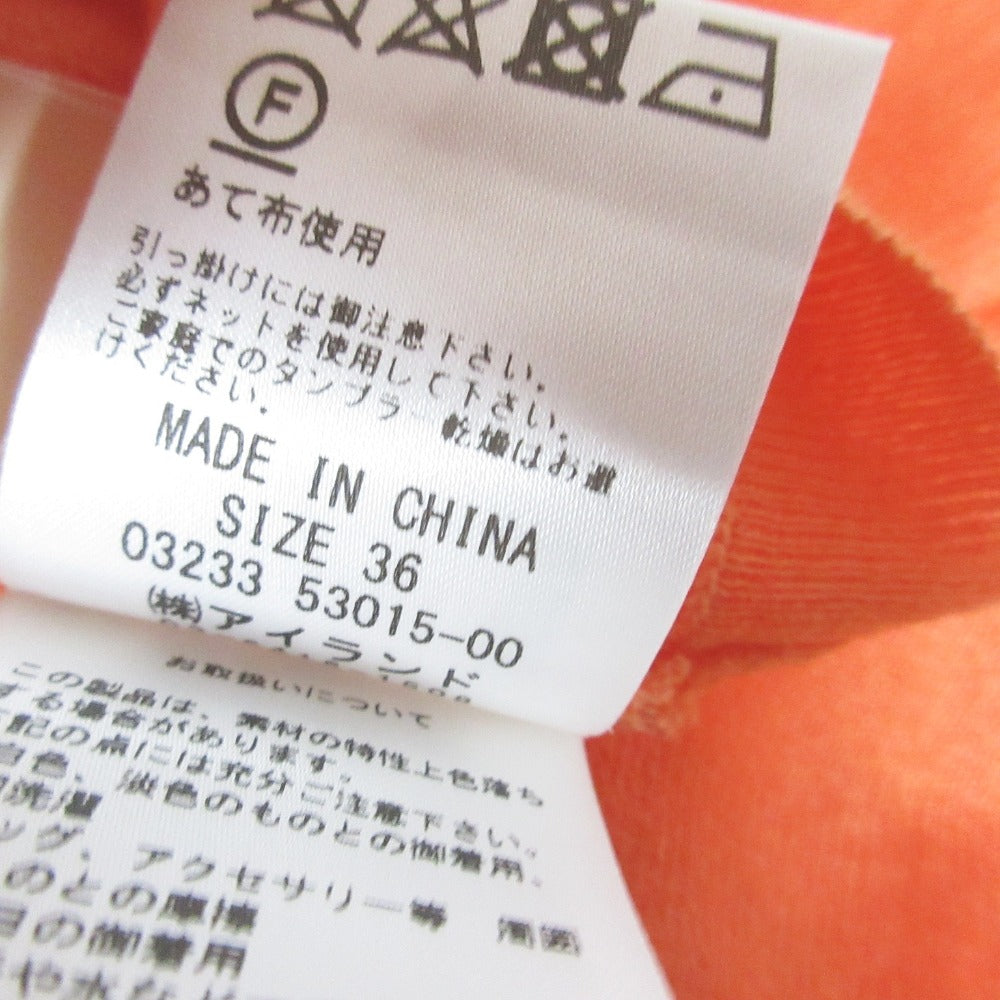 F
あて布使用
引っ掛けには御注意下さい.
必ずネットを使用して下さい.
ご家庭でのタンブラー乾燥はお避
けください.
MADE IN CHINA
SIZE 36
03233 53015-00
(株)アイランド
お取扱いについて
この製品は、素材の特性上色落ち
する場合があります。
記の点には充分ご注意下さい。
白色、淡色のものとの御着用、
洗濯
ッグ、アクセサリー等
のとの摩擦
の御着用
や水な